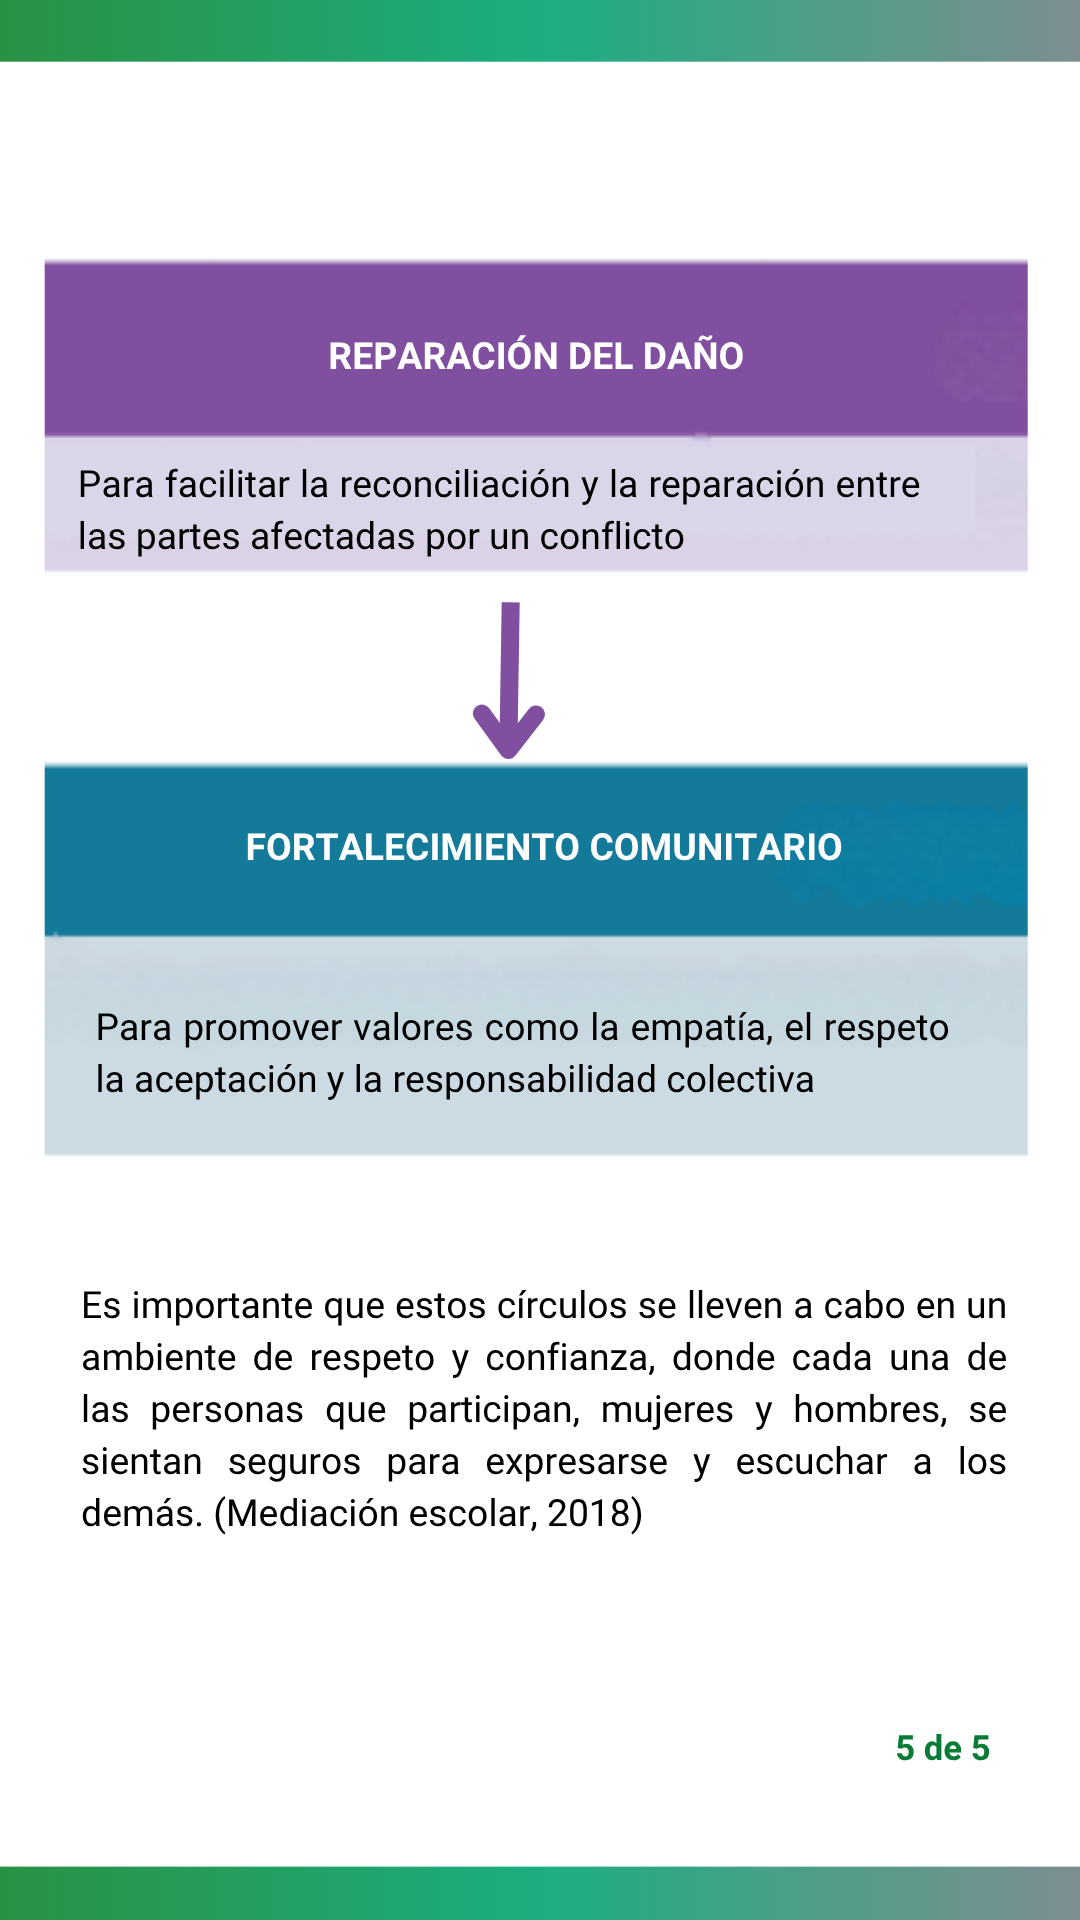 REPARACIÓN DEL DAÑO
Para facilitar la reconciliación y la reparación entre
las partes afectadas por un conflicto
FORTALECIMIENTO COMUNITARIO
Para promover valores como la empatía, el respeto
la aceptación y la responsabilidad colectiva
Es importante que estos círculos se lleven a cabo en un
ambiente de respeto y confianza, donde cada una de
las personas que participan, mujeres y hombres, se
sientan seguros para expresarse y escuchar a los
demás. (Mediación escolar, 2018)
5 de 5